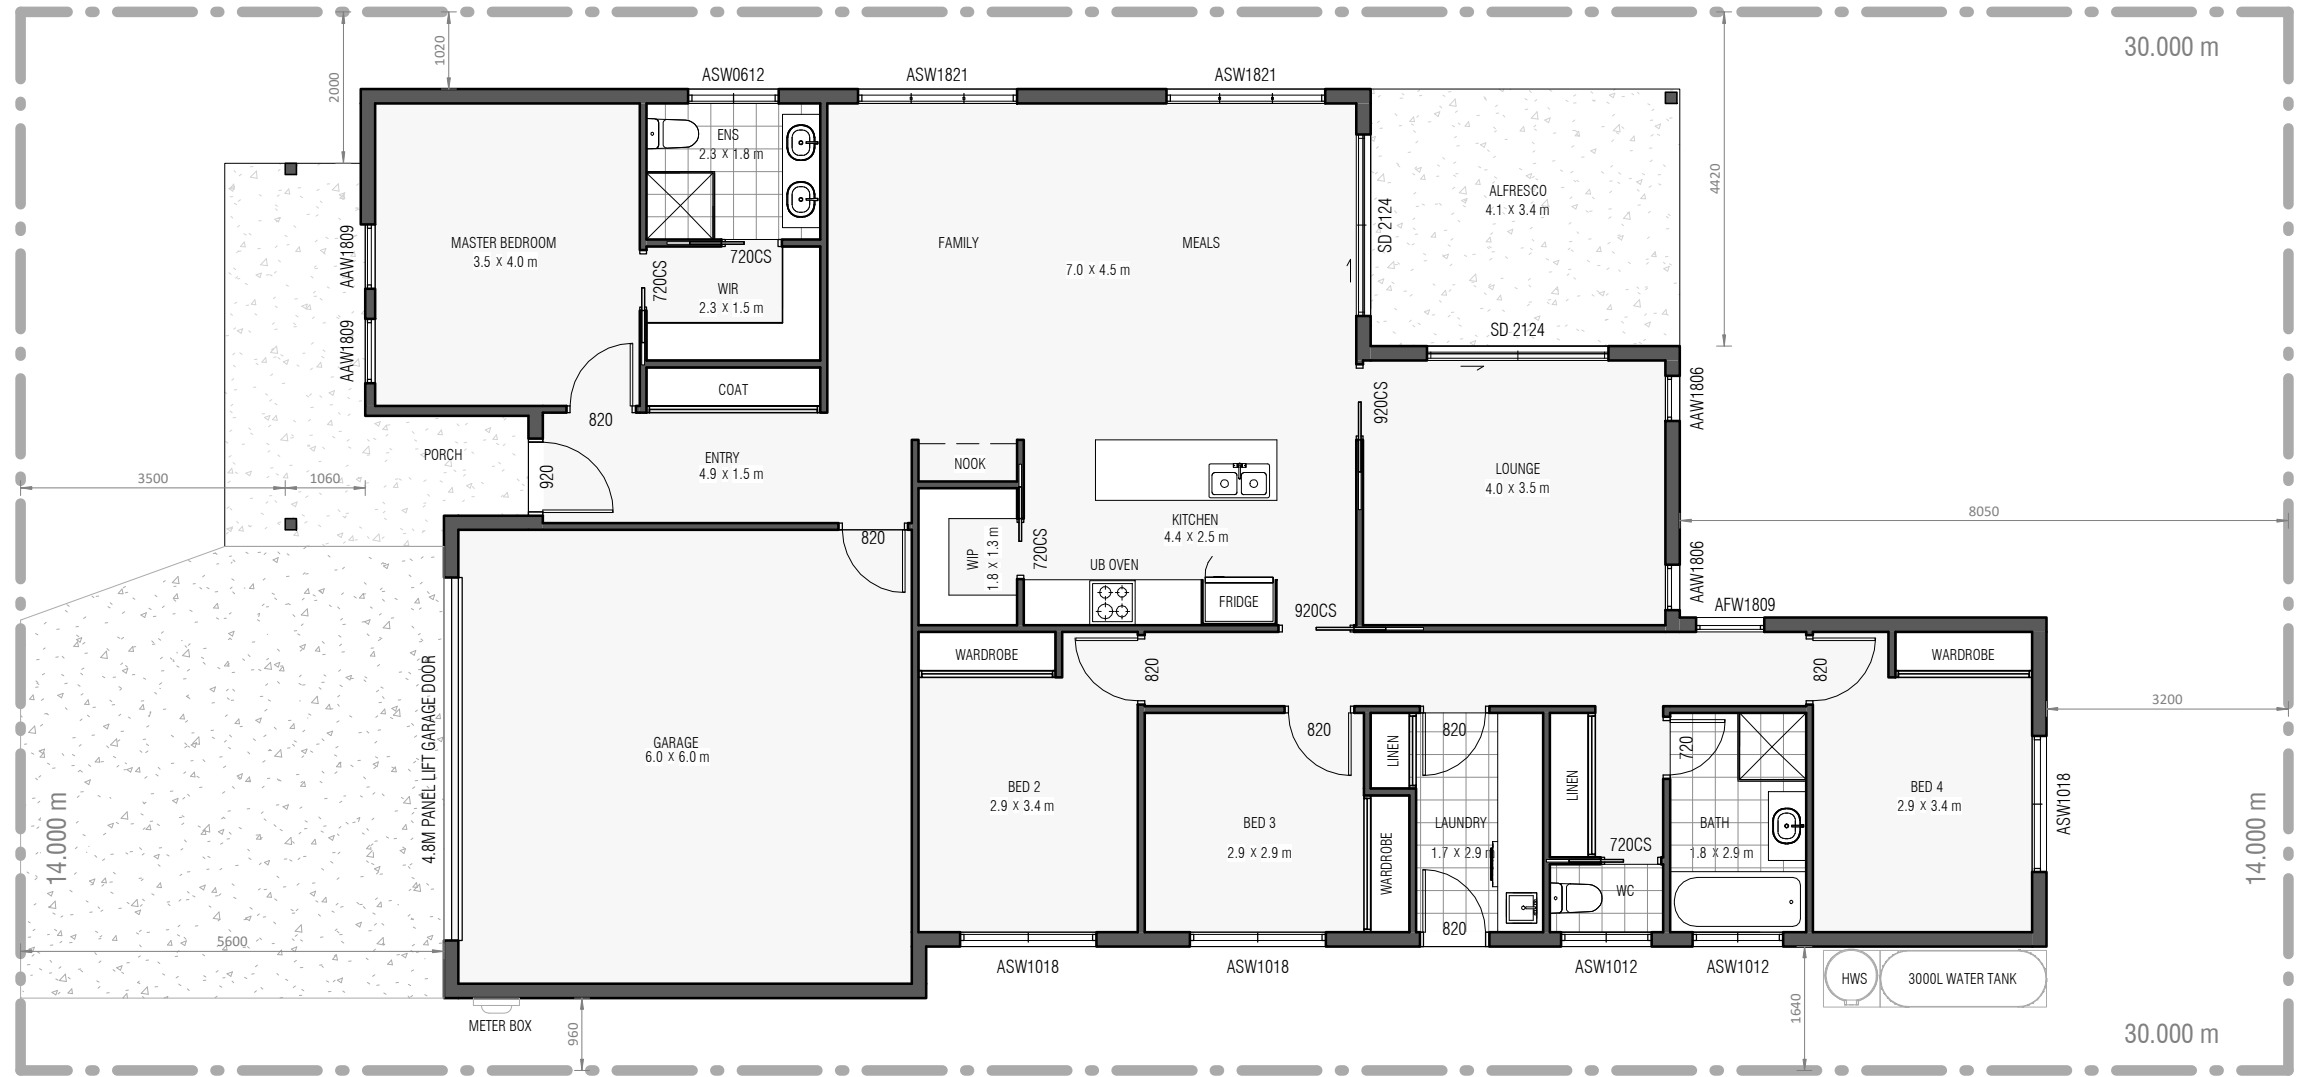 30.000 m
1020
2000
ASW0612
ASW1821
ASW1821
4420
ENS
2.3 X 1.8 m
ALFRESCO
4.1 X 3.4 m
SD 2124
MASTER BEDROOM
3.5 X 4.0 m
AAW1809
720CS
720CS
FAMILY
MEALS
7.0 X 4.5 m
WIR
2.3 X 1.5 m
SD 2124
AAW1809
COAT
920CS
AAW1806
820
PORCH
ENTRY
4.9 X 1.5 m
920
NOOK
LOUNGE
4.0 X 3.5 m
3500
1060
8050
KITCHEN
4.4 X 2.5 m
820
WIP
1.8 X 1.3 m
720CS
UB OVEN
FRIDGE
AAW1806
920CS
AFW1809
WARDROBE
820
820
WARDROBE
3200
4.8M PANEL LIFT GARAGE DOOR
GARAGE
6.0 X 6.0 m
820
LINEN
820
720
LINEN
BED 2
2.9 X 3.4 m
BED 3
2.9 X 2.9 m
WARDROBE
LAUNDRY
1.7 X 2.9 m
720CS
BATH
1.8 X 2.9 m
BED 4
2.9 X 3.4 m
ASW1018
14.000 m
14.000 m
WC
820
5600
ASW1018
ASW1018
ASW1012
ASW1012
HWS
3000L WATER TANK
METER BOX
960
1640
30.000 m